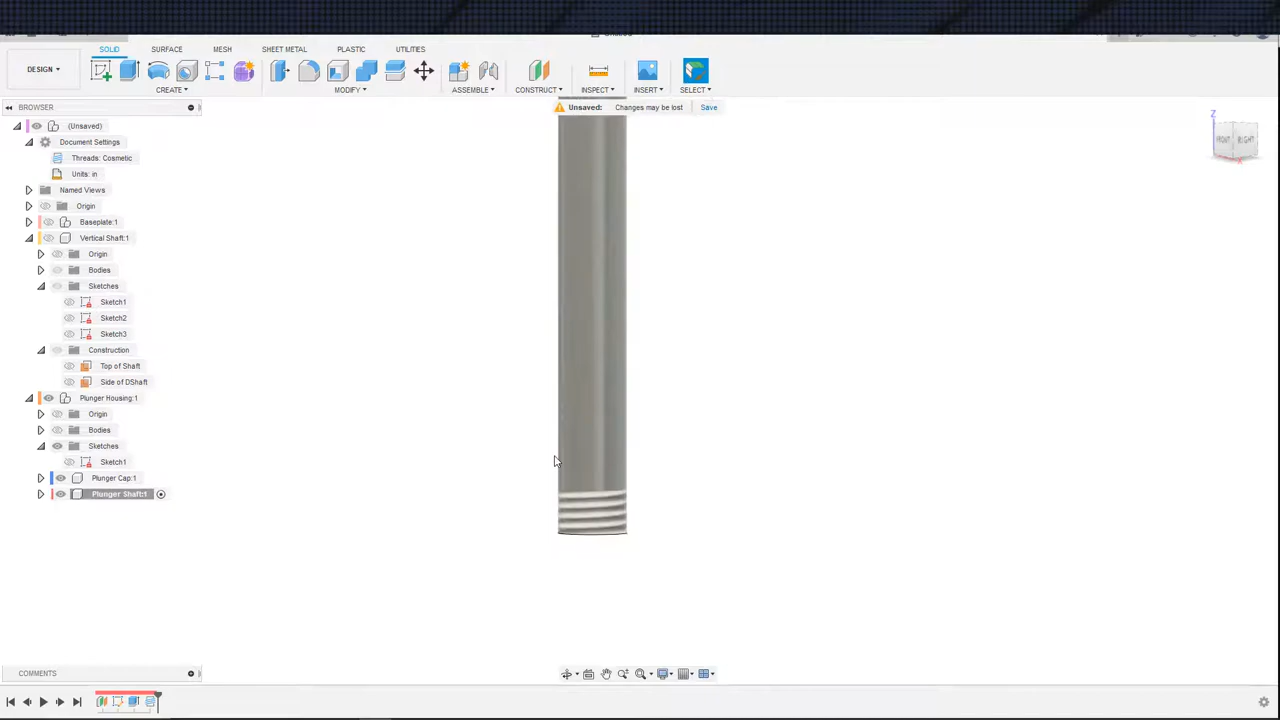 SOLID SURFACE MESH SHEET METAL PLASTIC UTILITIES
DESIGN
CREATE MODIFY ASSEMBLE CONSTRUCT INSPECT INSERT SELECT
BROWSER
Unsaved: Changes may be lost Save
(Unsaved)
Document Settings
Threads: Cosmetic
Units: in
Named Views
Origin
Baseplate:1
Vertical Shaft:1
Origin
Bodies
Sketches
Sketch1
Sketch2
Sketch3
Construction
Top of Shaft
Side of DShaft
Plunger Housing:1
Origin
Bodies
Sketches
Sketch1
Plunger Cap:1
Plunger Shaft:1
Z
FRONT RIGHT
X
COMMENTS